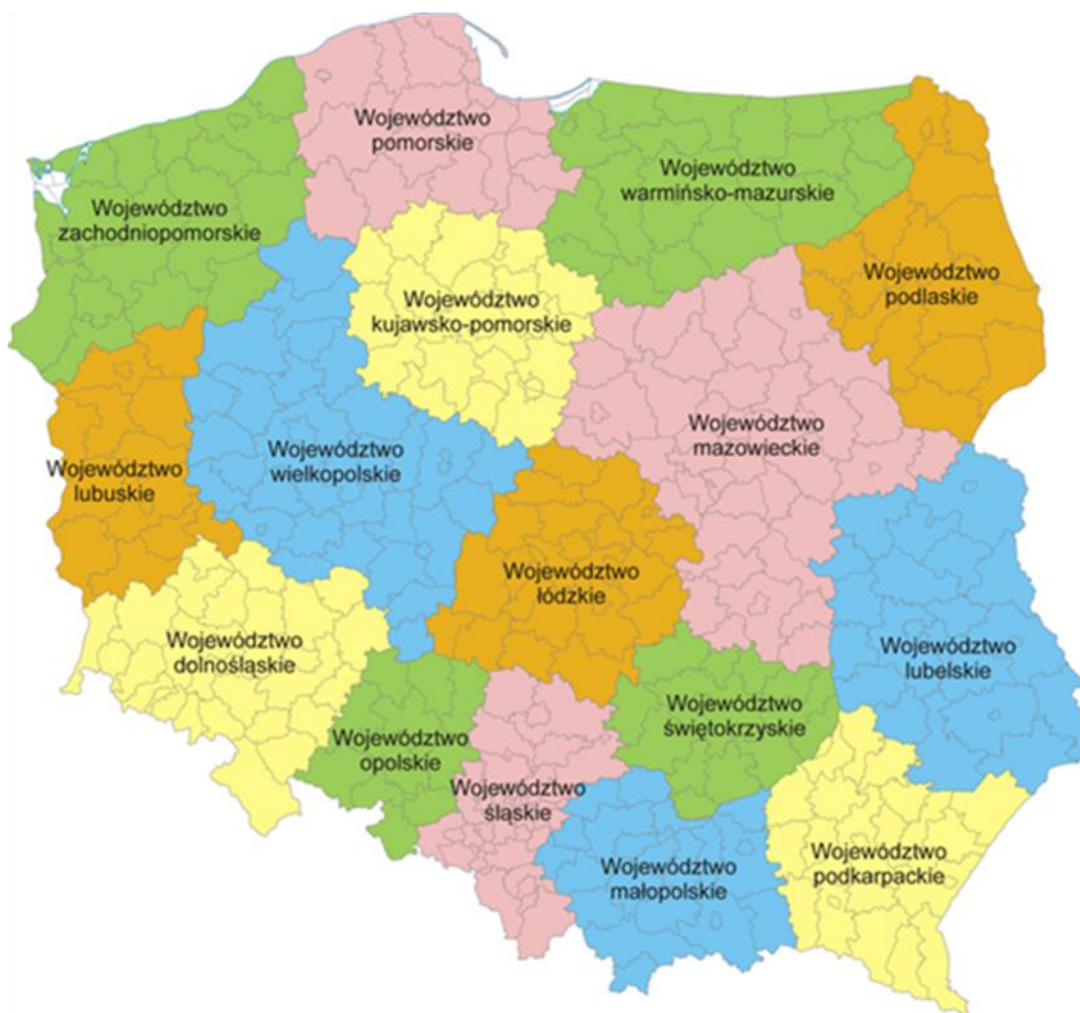 Województwo
pomorskie
Województwo
warmińsko-mazurskie
Województwo
zachodniopomorskie
Województwo
podlaskie
Województwo
kujawsko-pomorskie
Województwo
mazowieckie
Województwo
wielkopolskie
Województwo
lubuskie
Województwo
łódzkie
Województwo
dolnośląskie
Województwo
lubelskie
Województwo
świętokrzyskie
Województwo
opolskie
Województwo
śląskie
Województwo
małopolskie
Województwo
podkarpackie